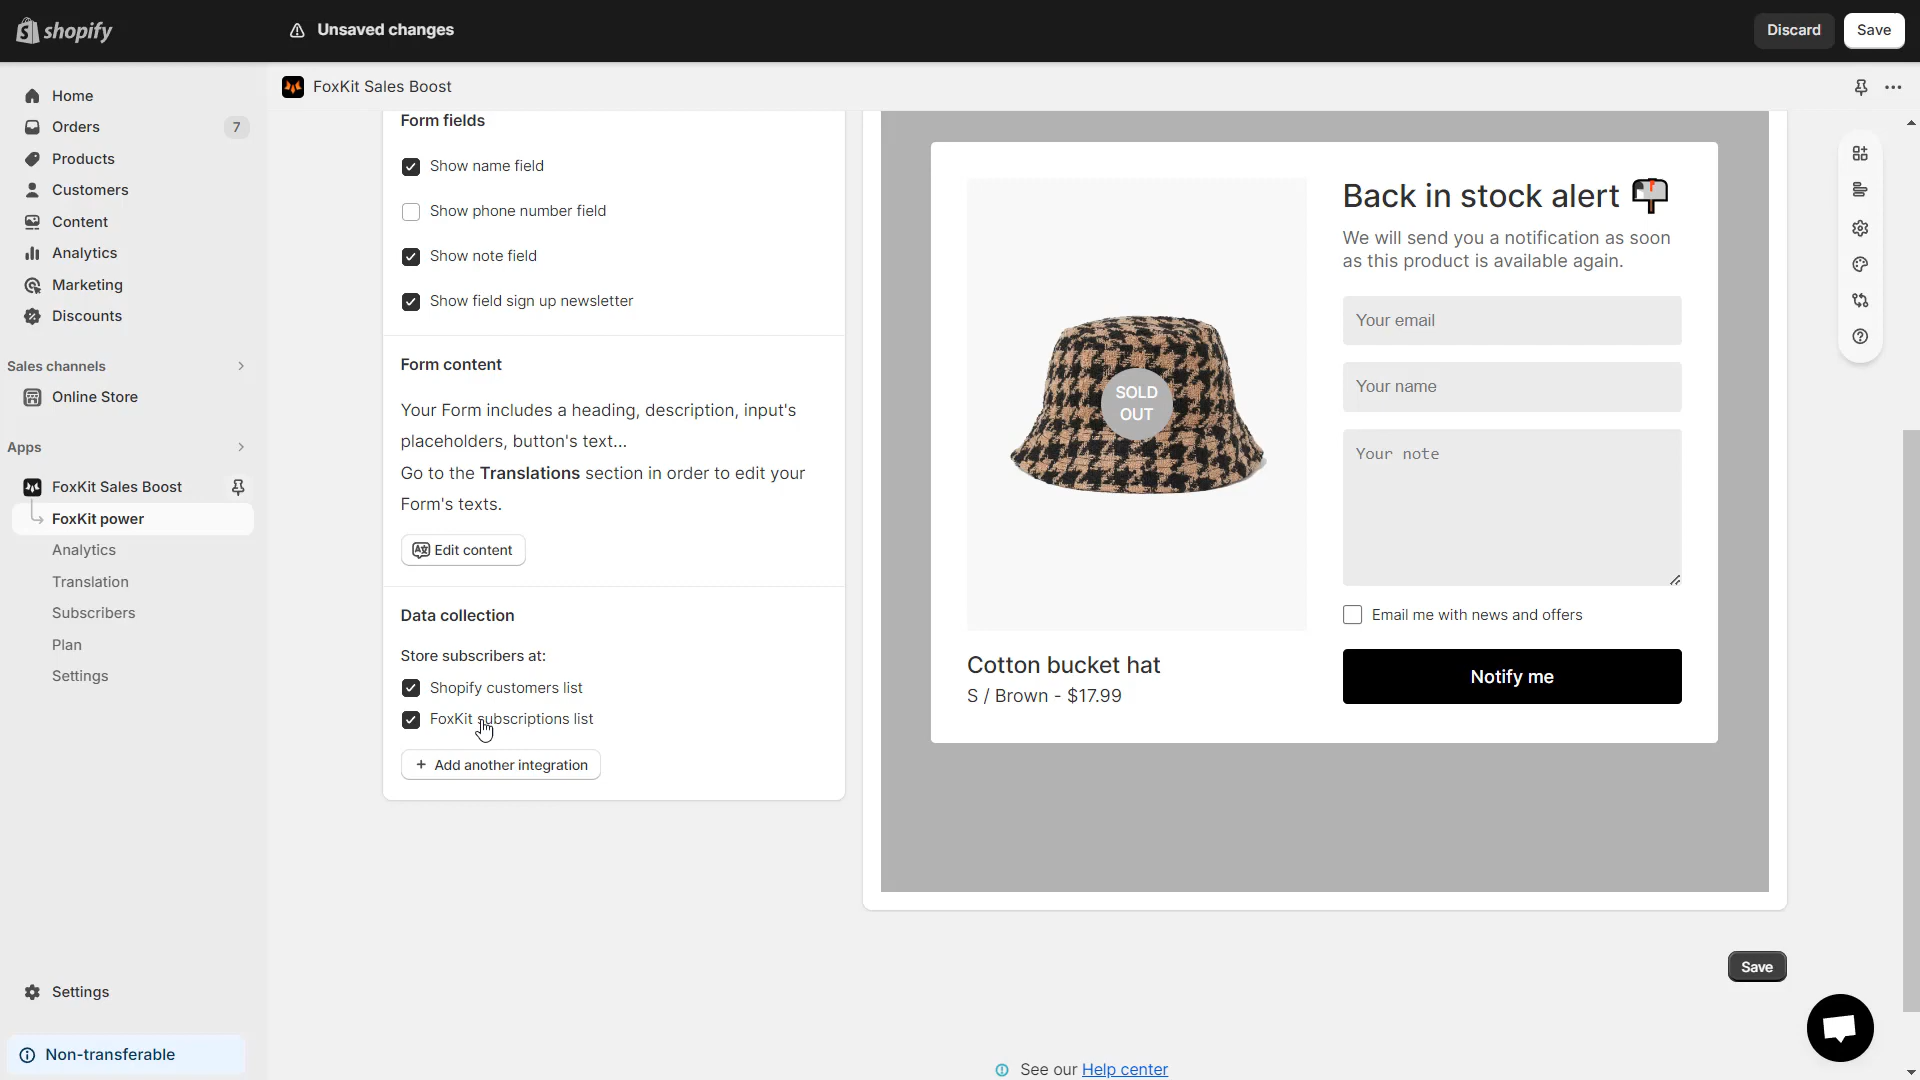 shopify
Unsaved changes
Discard
Save
Home
Orders
7
Products
Customers
Content
Analytics
Marketing
Discounts
Sales channels
Online Store
Apps
FoxKit Sales Boost
FoxKit power
Analytics
Translation
Subscribers
Plan
Settings
Settings
Non-transferable
FoxKit Sales Boost
Form fields
Show name field
Show phone number field
Show note field
Show field sign up newsletter
Form content
Your Form includes a heading, description, input's
placeholders, button's text...
Go to the Translations section in order to edit your
Form's texts.
Edit content
Data collection
Store subscribers at:
Shopify customers list
FoxKit subscriptions list
+ Add another integration
SOLD
OUT
Cotton bucket hat
S / Brown - $17.99
Back in stock alert
We will send you a notification as soon
as this product is available again.
Your email
Your name
Your note
Email me with news and offers
Notify me
Save
See our Help center